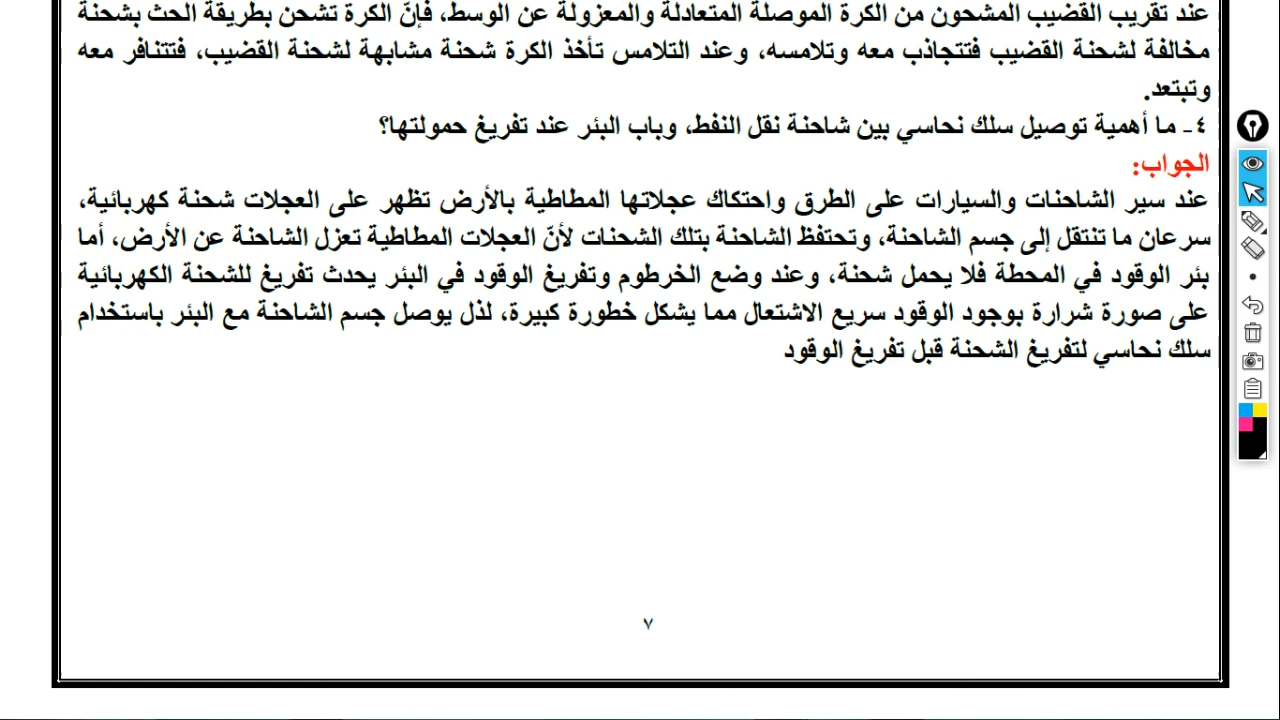 عند تقريب القضيب المشحون من الكرة الموصلة المتعادلة والمعزولة عن الوسط، فإنّ الكرة تشحن بطريقة الحث بشحنة
مخالفة لشحنة القضيب فتتجاذب معه وتلامسه، وعند التلامس تأخذ الكرة شحنة مشابهة لشحنة القضيب، فتتنافر معه
وتبتعد.
٤- ما أهمية توصيل سلك نحاسي بين شاحنة نقل النفط، وباب البئر عند تفريغ حمولتها؟
الجواب:
عند سير الشاحنات والسيارات على الطرق واحتكاك عجلاتها المطاطية بالأرض تظهر على العجلات شحنة كهربائية،
سرعان ما تنتقل إلى جسم الشاحنة، وتحتفظ الشاحنة بتلك الشحنات لأنّ العجلات المطاطية تعزل الشاحنة عن الأرض، أما
بئر الوقود في المحطة فلا يحمل شحنة، وعند وضع الخرطوم وتفريغ الوقود في البئر يحدث تفريغ للشحنة الكهربائية
على صورة شرارة بوجود الوقود سريع الاشتعال مما يشكل خطورة كبيرة، لذل يوصل جسم الشاحنة مع البئر باستخدام
سلك نحاسي لتفريغ الشحنة قبل تفريغ الوقود
٧